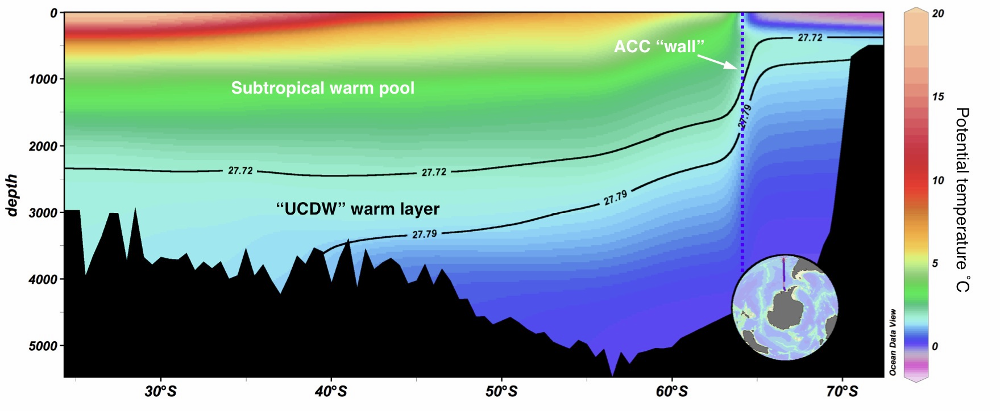 0
1000
2000
3000
4000
5000
depth
30°S
40°S
50°S
60°S
70°S
ACC “wall”
Subtropical warm pool
“UCDW” warm layer
27.72
27.72
27.72
27.79
27.79
27.79
Ocean Data View
20
15
10
5
0
Potential temperature ˚C